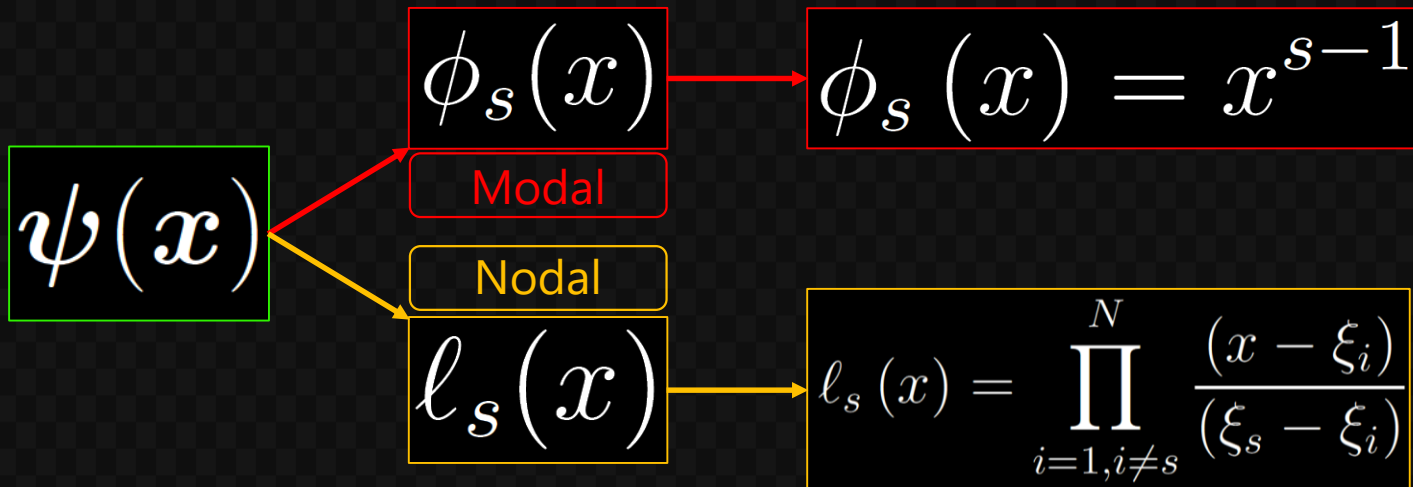 ψ(x)
ϕ_s(x)
Modal
ϕ_s (x) = x^{s−1}
Nodal
ℓ_s(x)
ℓ_s (x) = ∏_{i=1,i≠s}^{N} (x − ξ_i)/(ξ_s − ξ_i)